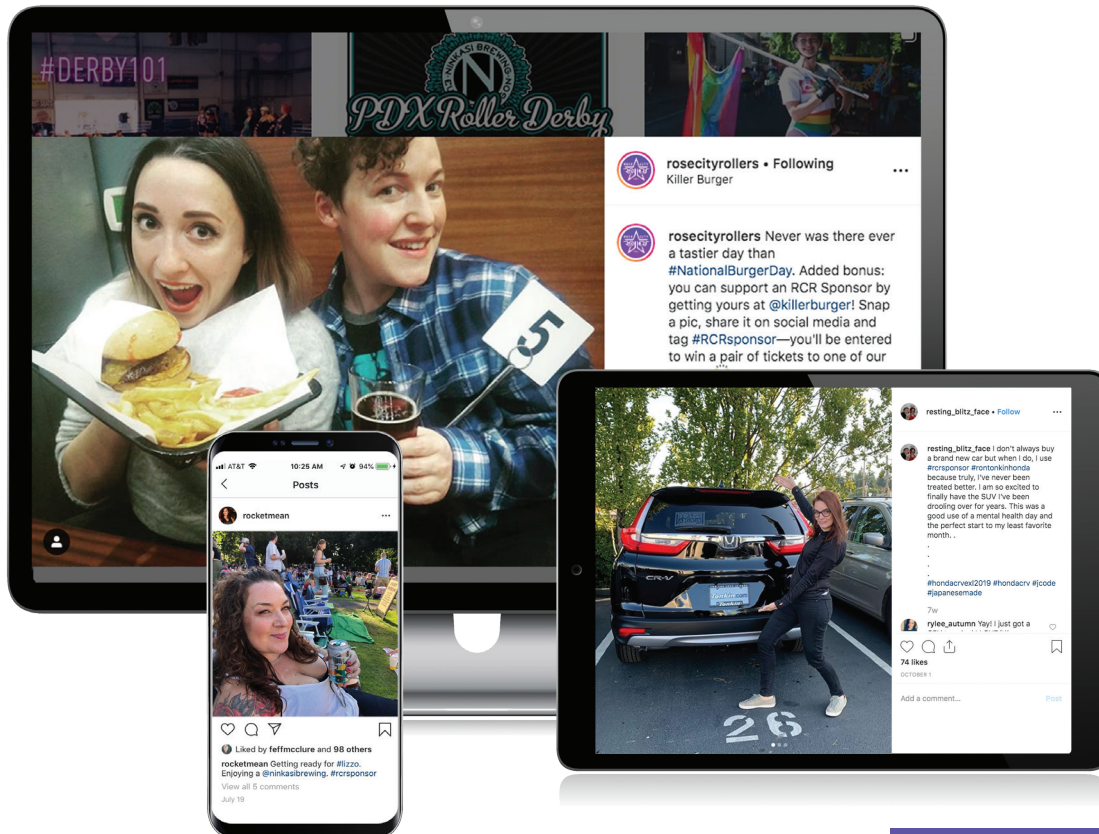 #DERBY101
NINKASI BREWING
N
PDX Roller Derby
rosecityrollers • Following
Killer Burger
rosecityrollers Never was there ever
a tastier day than
#NationalBurgerDay. Added bonus:
you can support an RCR Sponsor by
getting yours at @killerburger! Snap
a pic, share it on social media and
tag #RCRsponsor—you'll be entered
to win a pair of tickets to one of our
5
AT&T
10:25 AM
94%
Posts
rocketmean
Liked by feffmcclure and 98 others
rocketmean Getting ready for #lizzo.
Enjoying a @ninkasibrewing. #rcrsponsor
View all 5 comments
July 19
resting_blitz_face • Follow
resting_blitz_face I don't always buy
a brand new car but when I do, I use
#rcrsponsor #rontonkinhonda
because truly, I've never been
treated better. I am so excited to
finally have the SUV I've been
drooling over for years. This was a
good use of a mental health day and
the perfect start to my least favorite
month. .
.
.
.
.
#hondacrvexl2019 #hondacrv #jcode
#japanesemade
7w
rylee_autumn Yay! I just got a
74 likes
OCTOBER 1
Add a comment...
Post
CR-V
Tonkin.com
26